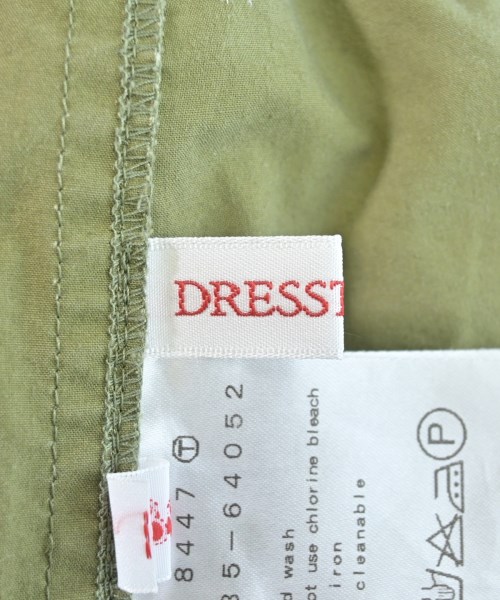 DRESST
8447 Ⓣ
35-64052
d wash
ot use chlorine bleach
iron
cleanable
P